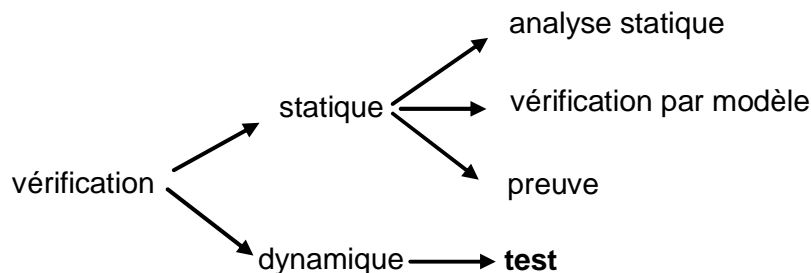 analyse statique
statique
vérification par modèle
vérification
preuve
dynamique
test